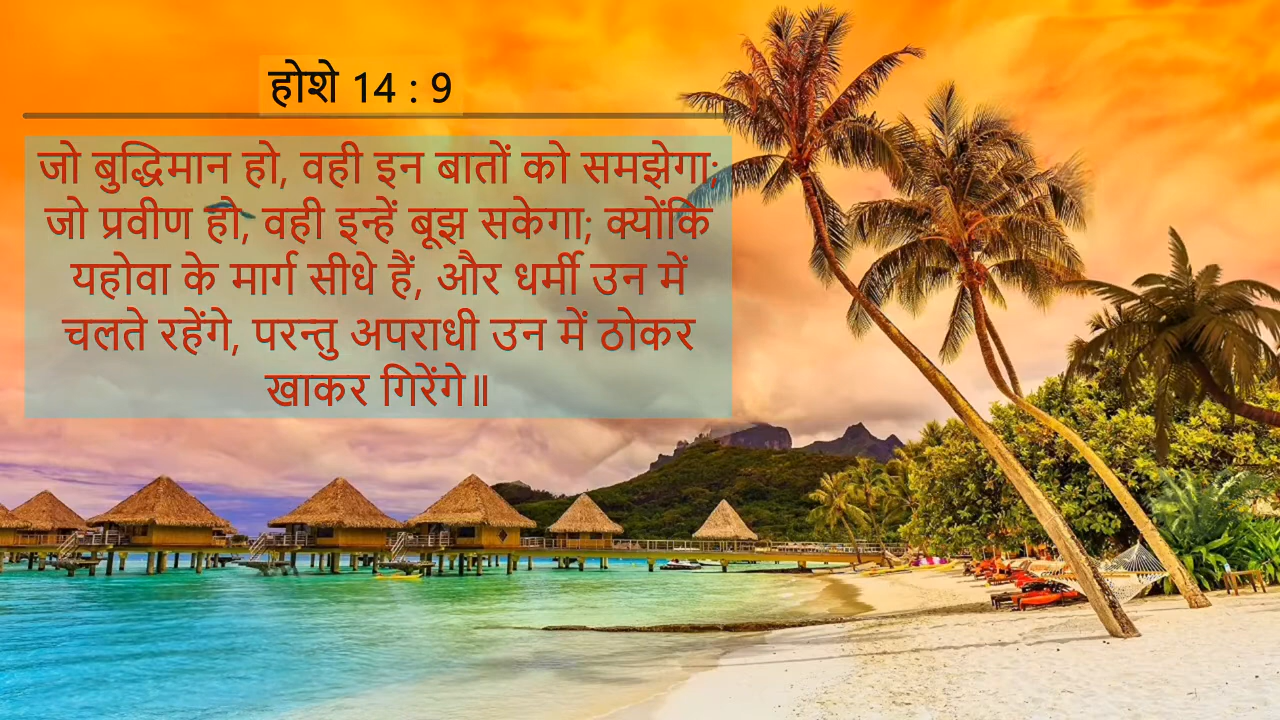 होशे 14 : 9
जो बुद्धिमान हो, वही इन बातों को समझेगा;
जो प्रवीण हो, वही इन्हें बूझ सकेगा; क्योंकि
यहोवा के मार्ग सीधे हैं, और धर्मी उन में
चलते रहेंगे, परन्तु अपराधी उन में ठोकर
खाकर गिरेंगे॥